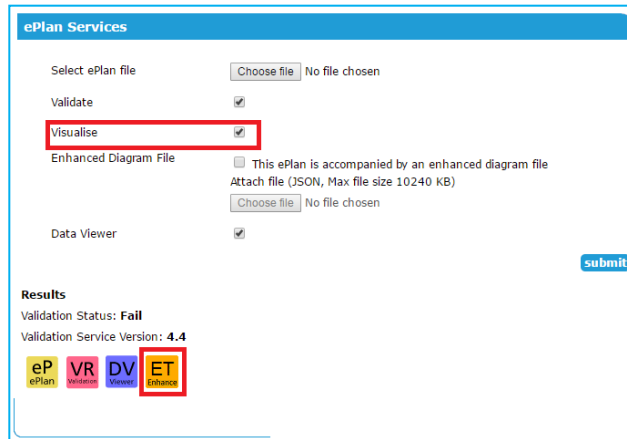 ePlan Services
Select ePlan file
Choose file No file chosen
Validate
Visualise
Enhanced Diagram File
This ePlan is accompanied by an enhanced diagram file
Attach file (JSON, Max file size 10240 KB)
Choose file No file chosen
Data Viewer
submit
Results
Validation Status: Fail
Validation Service Version: 4.4
eP VR DV ET
ePlan Validation Viewer Enhance